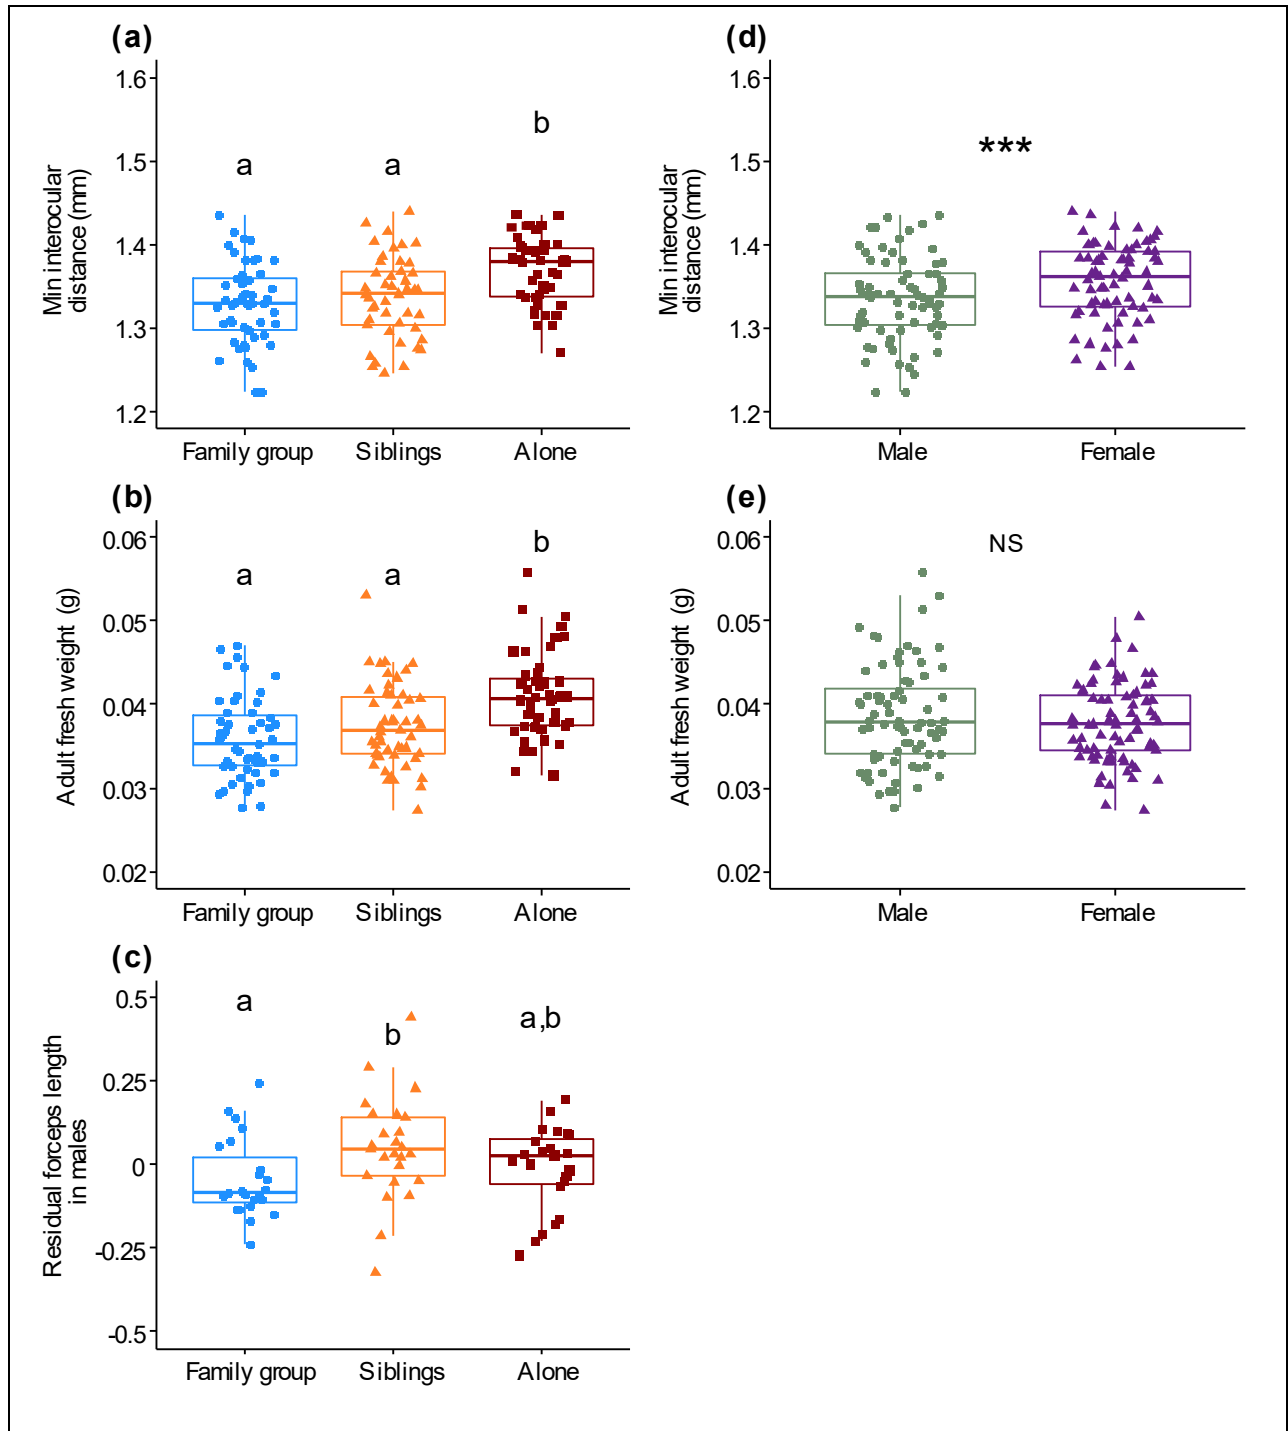 (a)
Min interocular
distance (mm)
1.6
1.5
1.4
1.3
1.2
a
a
b
Family group
Siblings
Alone
(d)
Min interocular
distance (mm)
1.6
1.5
1.4
1.3
1.2
***
Male
Female
(b)
Adult fresh weight (g)
0.06
0.05
0.04
0.03
0.02
a
a
b
Family group
Siblings
Alone
(e)
Adult fresh weight (g)
0.06
0.05
0.04
0.03
0.02
NS
Male
Female
(c)
Residual forceps length
in males
0.5
0.25
0
-0.25
-0.5
a
b
a,b
Family group
Siblings
Alone